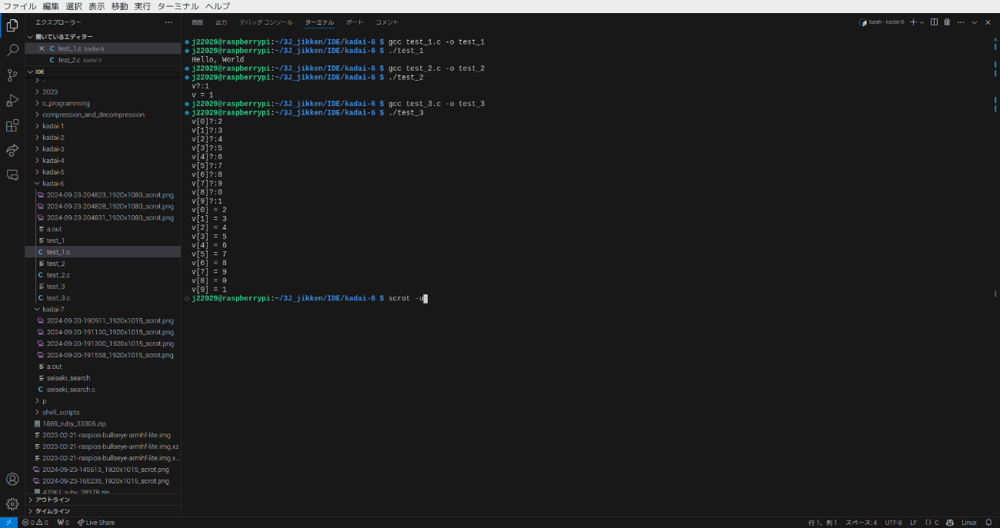 ファイル 編集 選択 表示 移動 実行 ターミナル ヘルプ
エクスプローラー
問題 出力 デバッグ コンソール ターミナル ポート コメント
bash - kadai-6
開いているエディター
test_1.c kadai-6
test_2.c kadai-6
IDE
-
2023
c_programming
compression_and_decompression
kadai-1
kadai-2
kadai-3
kadai-4
kadai-5
kadai-6
2024-09-23-204823_1920x1080_scrot.png
2024-09-23-204828_1920x1080_scrot.png
2024-09-23-204831_1920x1080_scrot.png
a.out
test_1
test_1.c
test_2
test_2.c
test_3
test_3.c
kadai-7
2024-09-20-190911_1920x1015_scrot.png
2024-09-20-191130_1920x1015_scrot.png
2024-09-20-191300_1920x1015_scrot.png
2024-09-20-191558_1920x1015_scrot.png
a.out
seiseki_search
seiseki_search.c
p
shell_scripts
1869_ruby_33306.zip
2023-02-21-raspios-bullseye-armhf-lite.img
2023-02-21-raspios-bullseye-armhf-lite.img.xz
2023-02-21-raspios-bullseye-armhf-lite.img.x...
2024-09-23-145613_1920x1015_scrot.png
2024-09-23-165235_1920x1015_scrot.png
47061_ruby_28378.zip
アウトライン
タイムライン
j22029@raspberrypi:~/3J_jikken/IDE/kadai-6 $ gcc test_1.c -o test_1
j22029@raspberrypi:~/3J_jikken/IDE/kadai-6 $ ./test_1
Hello, World
j22029@raspberrypi:~/3J_jikken/IDE/kadai-6 $ gcc test_2.c -o test_2
j22029@raspberrypi:~/3J_jikken/IDE/kadai-6 $ ./test_2
v?:1
v = 1
j22029@raspberrypi:~/3J_jikken/IDE/kadai-6 $ gcc test_3.c -o test_3
j22029@raspberrypi:~/3J_jikken/IDE/kadai-6 $ ./test_3
v[0]?:2
v[1]?:3
v[2]?:4
v[3]?:5
v[4]?:6
v[5]?:7
v[6]?:8
v[7]?:9
v[8]?:0
v[9]?:1
v[0] = 2
v[1] = 3
v[2] = 4
v[3] = 5
v[4] = 6
v[5] = 7
v[6] = 8
v[7] = 9
v[8] = 0
v[9] = 1
j22029@raspberrypi:~/3J_jikken/IDE/kadai-6 $ scrot -u
0 0 0 Live Share
行 1、列 1 スペース: 4 UTF-8 LF {} C Linux